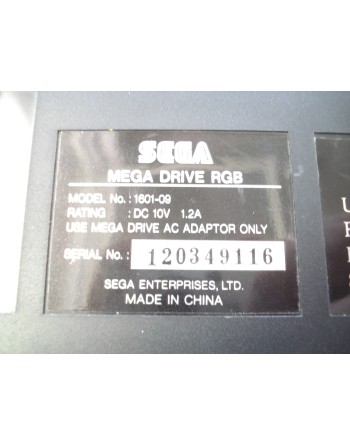 SEGA
MEGA DRIVE RGB
MODEL No. : 1601-09
RATING : DC 10V 1.2A
USE MEGA DRIVE AC ADAPTOR ONLY
SERIAL No. : 120349116
SEGA ENTERPRISES, LTD.
MADE IN CHINA